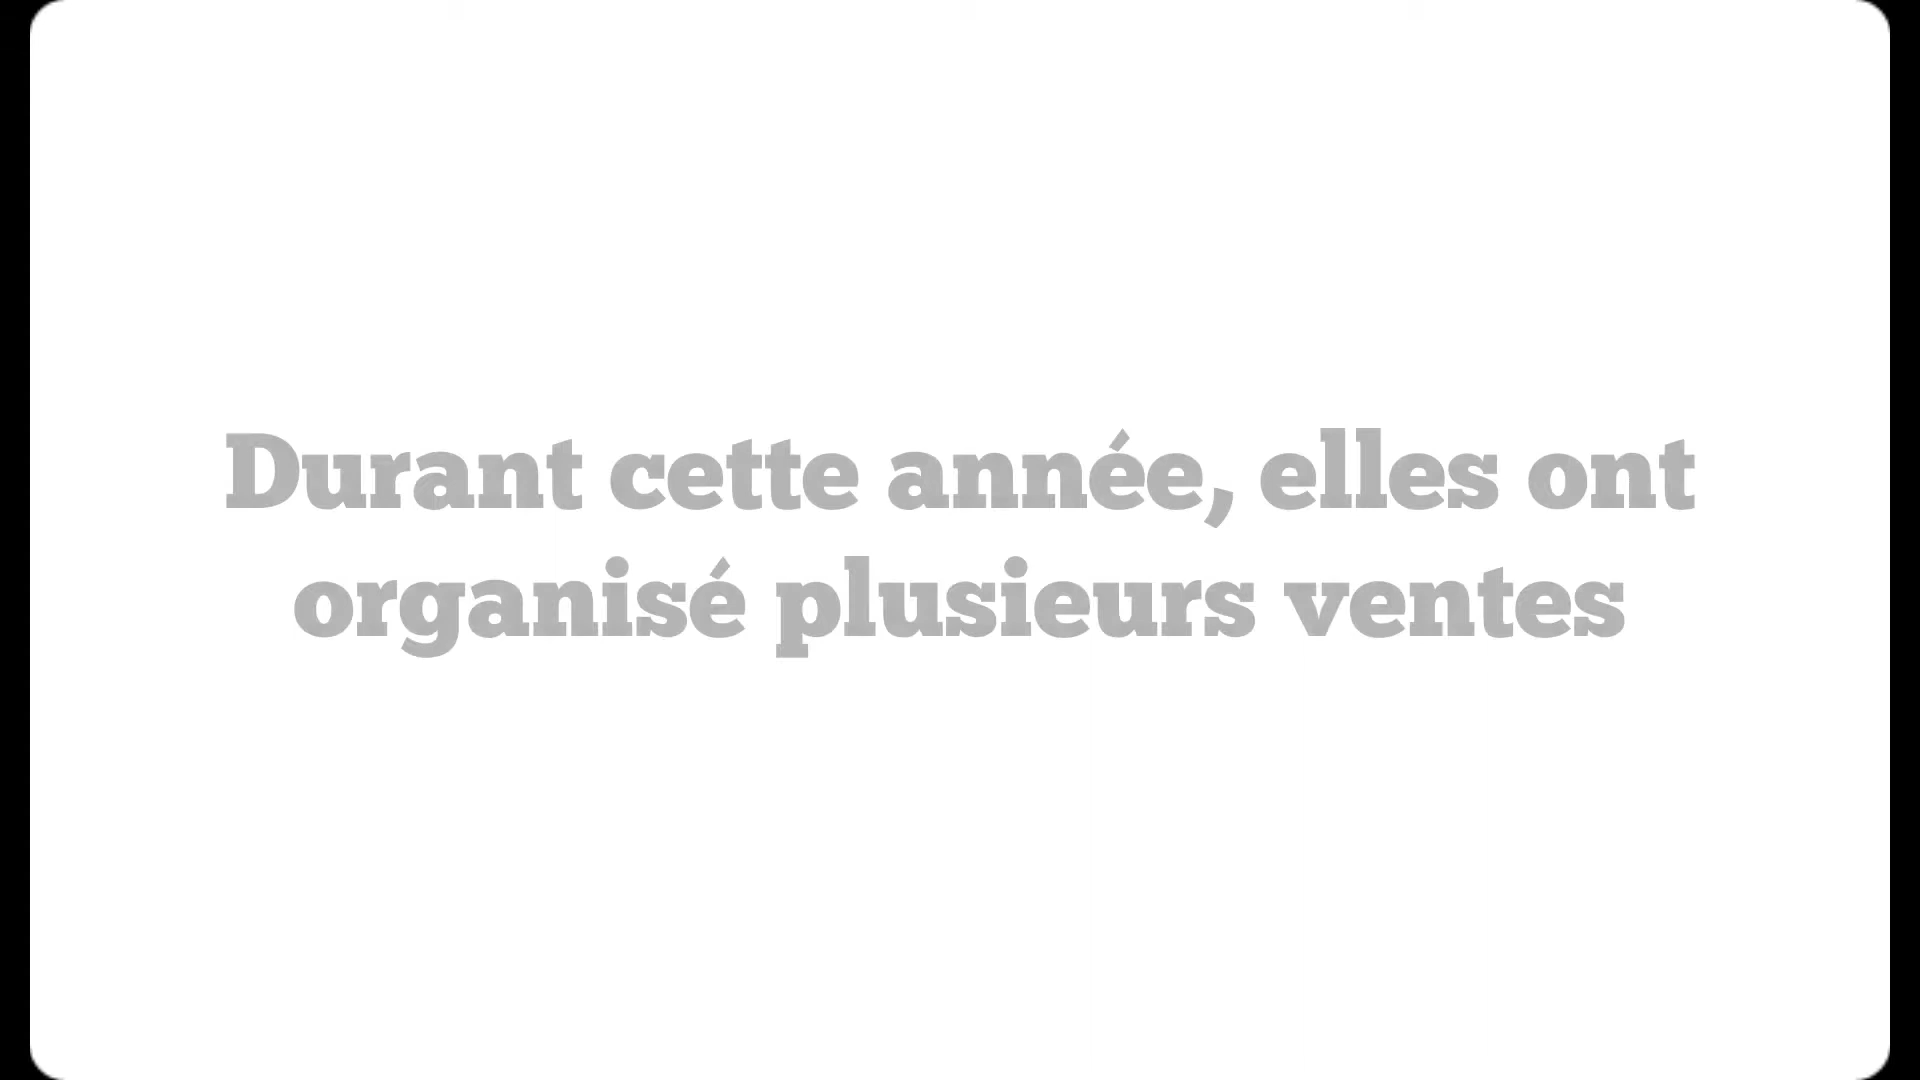 Durant cette année, elles ont
organisé plusieurs ventes